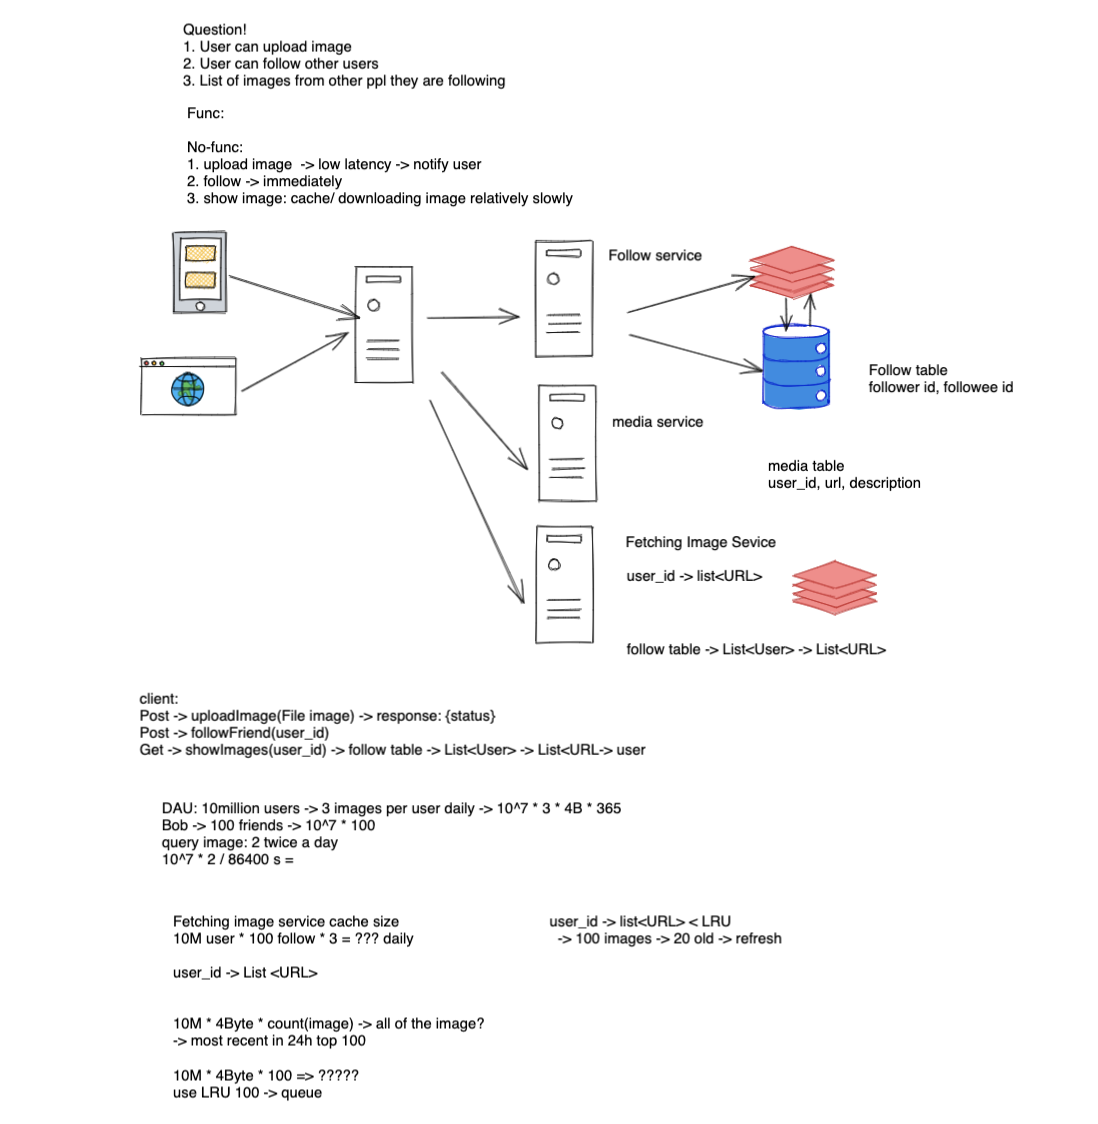 Question!
1. User can upload image
2. User can follow other users
3. List of images from other ppl they are following
Func:
No-func:
1. upload image -> low latency -> notify user
2. follow -> immediately
3. show image: cache/ downloading image relatively slowly
Follow service
Follow table
follower id, followee id
media service
media table
user_id, url, description
Fetching Image Sevice
user_id -> list<URL>
follow table -> List<User> -> List<URL>
client:
Post -> uploadImage(File image) -> response: {status}
Post -> followFriend(user_id)
Get -> showImages(user_id) -> follow table -> List<User> -> List<URL-> user
DAU: 10million users -> 3 images per user daily -> 10^7 * 3 * 4B * 365
Bob -> 100 friends -> 10^7 * 100
query image: 2 twice a day
10^7 * 2 / 86400 s =
Fetching image service cache size
10M user * 100 follow * 3 = ??? daily
user_id -> List <URL>
user_id -> list<URL> < LRU
-> 100 images -> 20 old -> refresh
10M * 4Byte * count(image) -> all of the image?
-> most recent in 24h top 100
10M * 4Byte * 100 => ?????
use LRU 100 -> queue